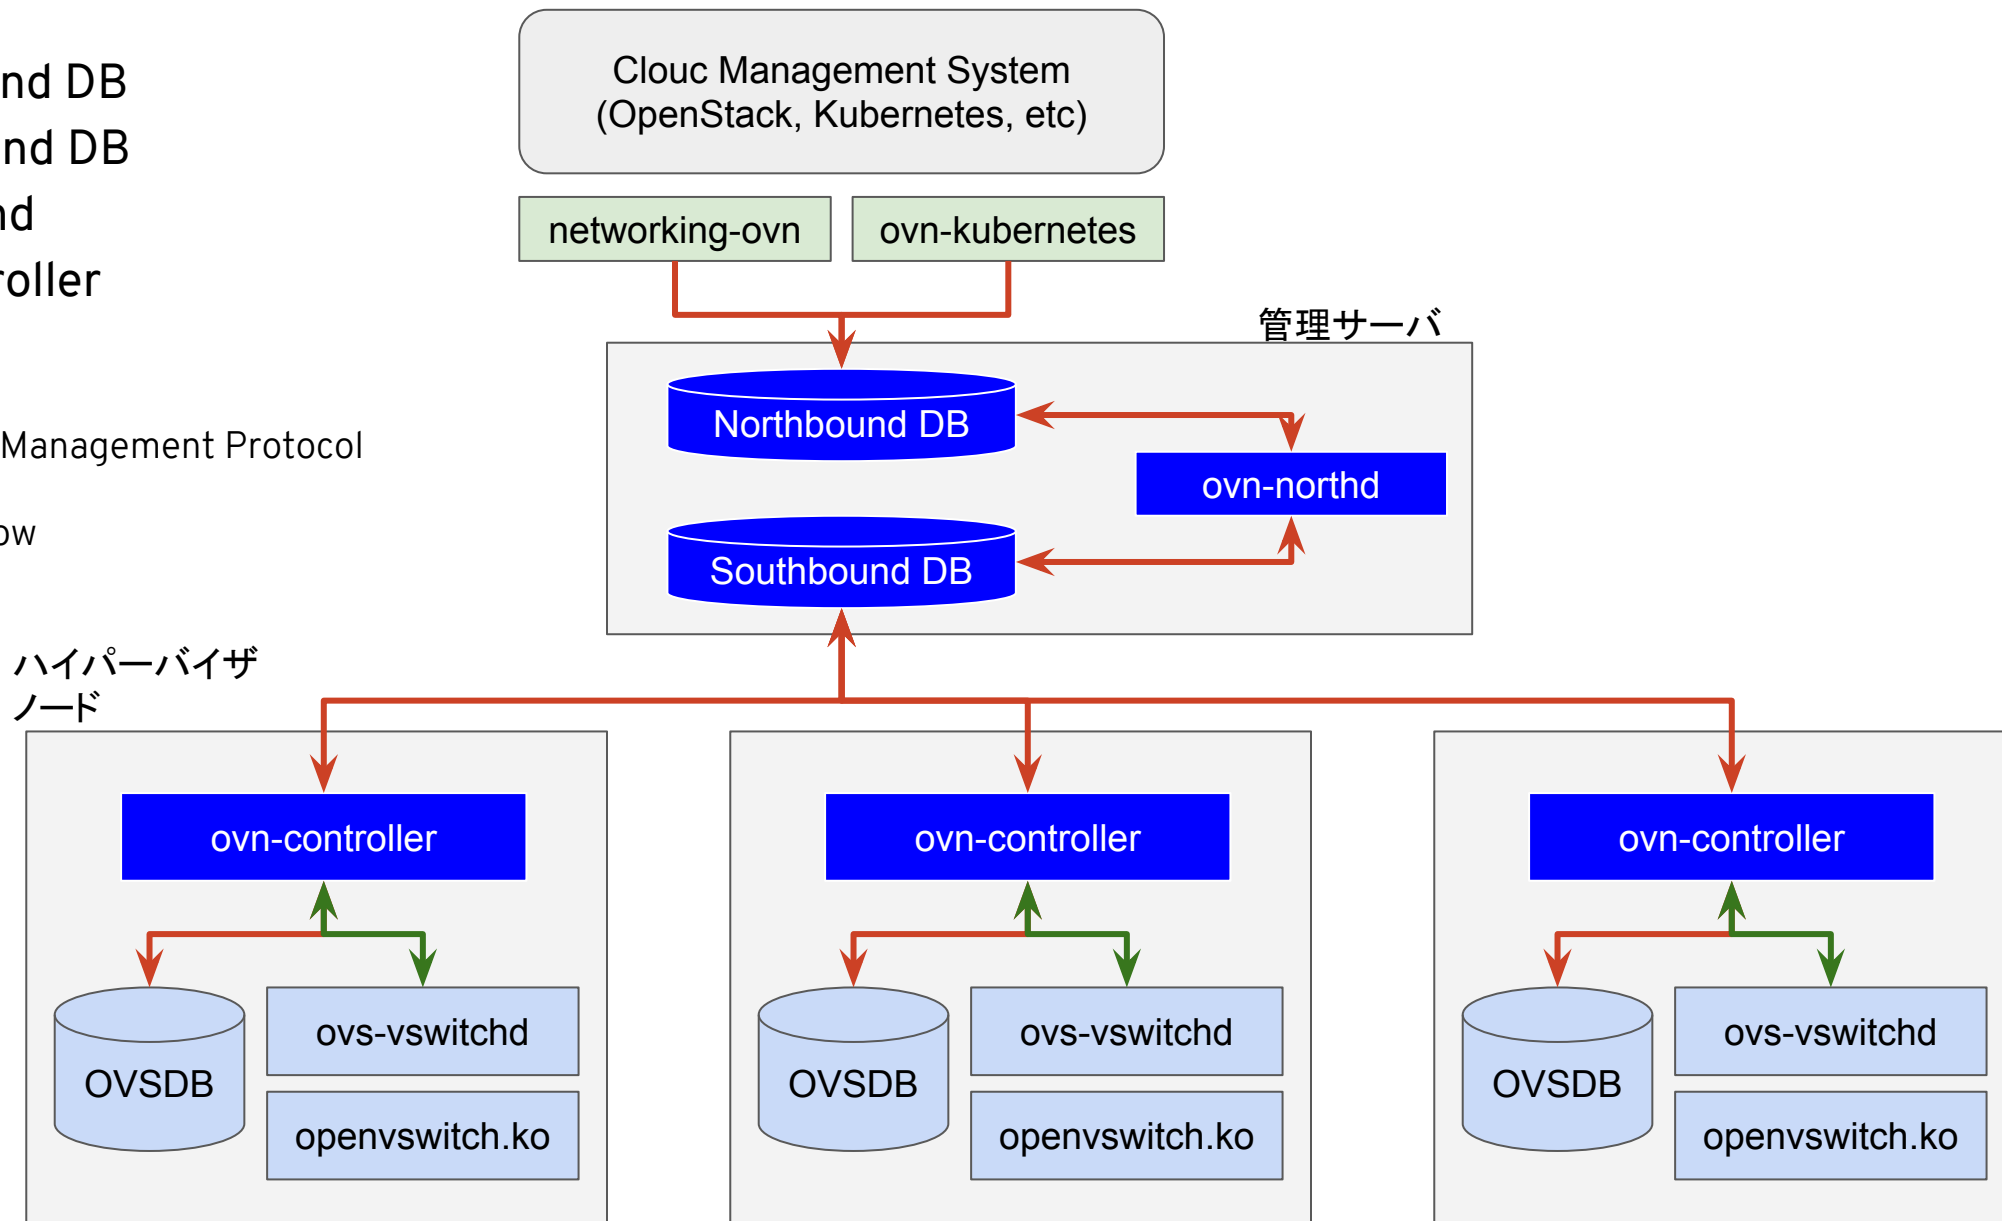 nd DB
nd DB
nd
roller
Management Protocol
ow
Clouc Management System
(OpenStack, Kubernetes, etc)
networking-ovn
ovn-kubernetes
管理サーバ
Northbound DB
ovn-northd
Southbound DB
ハイパーバイザ
ノード
ovn-controller
OVSDB
ovs-vswitchd
openvswitch.ko
ovn-controller
OVSDB
ovs-vswitchd
openvswitch.ko
ovn-controller
OVSDB
ovs-vswitchd
openvswitch.ko